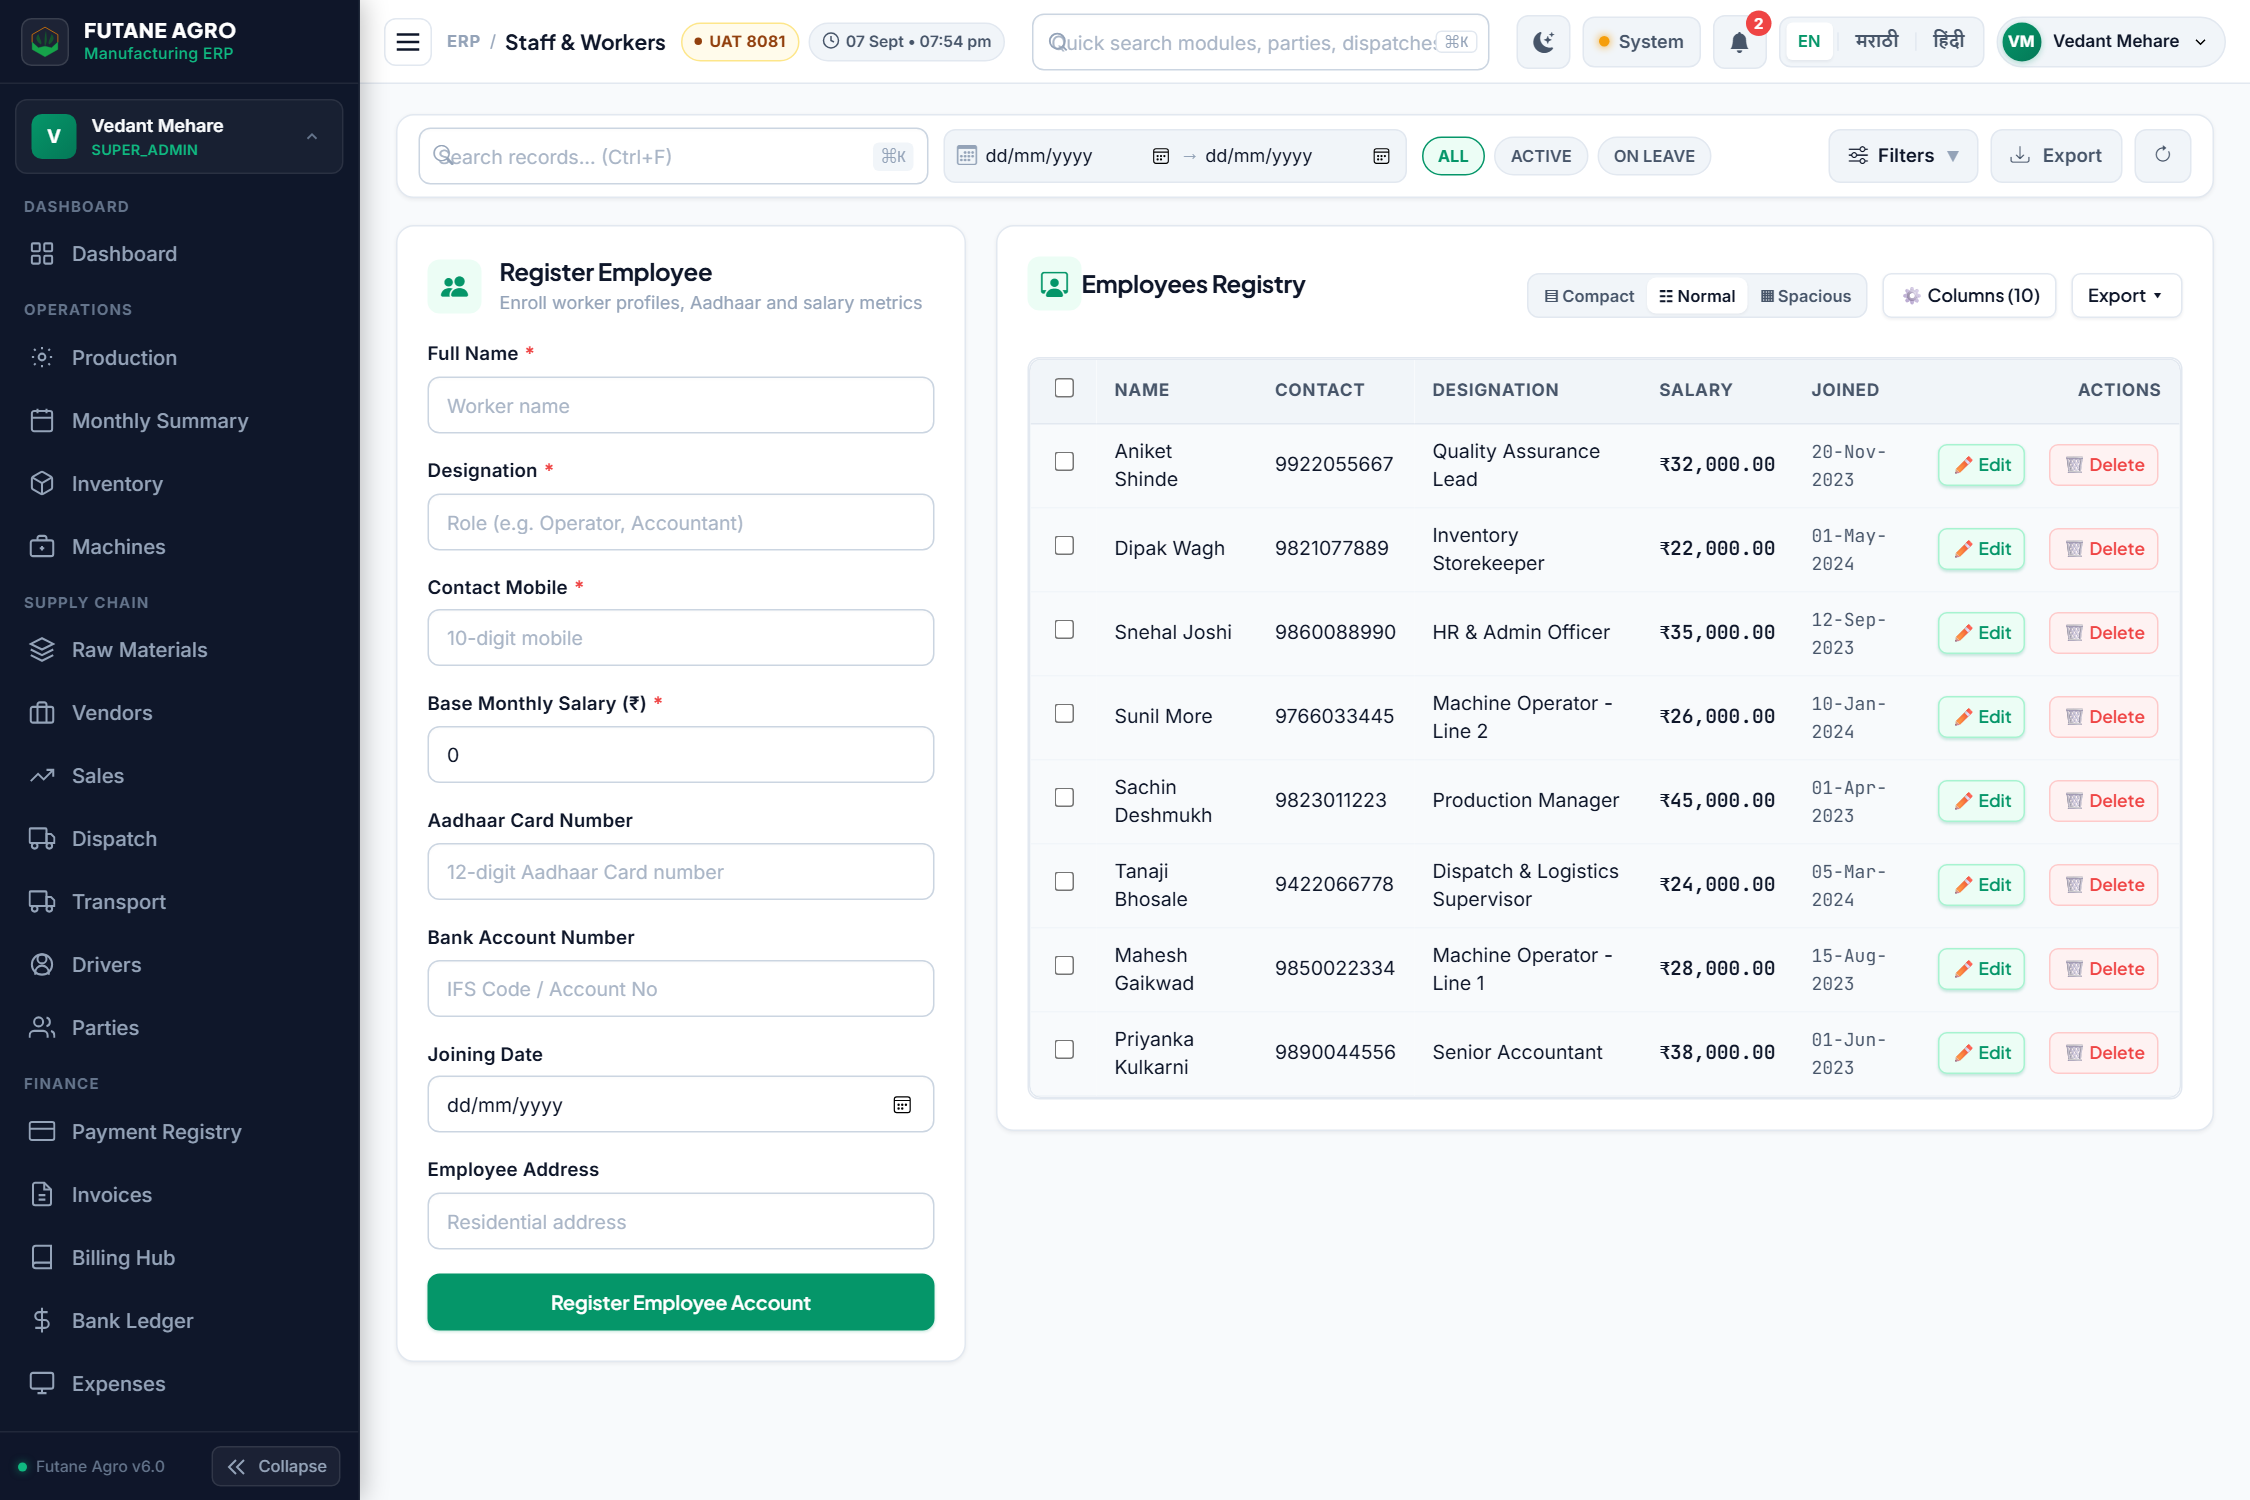 FUTANE AGRO
Manufacturing ERP
Vedant Mehare
SUPER_ADMIN
DASHBOARD
Dashboard
OPERATIONS
Production
Monthly Summary
Inventory
Machines
SUPPLY CHAIN
Raw Materials
Vendors
Sales
Dispatch
Transport
Drivers
Parties
FINANCE
Payment Registry
Invoices
Billing Hub
Bank Ledger
Expenses
Futane Agro v6.0
Collapse
ERP / Staff & Workers
UAT 8081
07 Sept • 07:54 pm
Quick search modules, parties, dispatches
⌘K
System
2
EN
मराठी
हिंदी
VM
Vedant Mehare
V
Search records... (Ctrl+F)
⌘K
dd/mm/yyyy → dd/mm/yyyy
ALL
ACTIVE
ON LEAVE
Filters ▼
Export
Register Employee
Enroll worker profiles, Aadhaar and salary metrics
Full Name *
Worker name
Designation *
Role (e.g. Operator, Accountant)
Contact Mobile *
10-digit mobile
Base Monthly Salary (₹) *
0
Aadhaar Card Number
12-digit Aadhaar Card number
Bank Account Number
IFS Code / Account No
Joining Date
dd/mm/yyyy
Employee Address
Residential address
Register Employee Account
Employees Registry
Compact
Normal
Spacious
Columns (10)
Export ▾
NAME CONTACT DESIGNATION SALARY JOINED ACTIONS
Aniket Shinde 9922055667 Quality Assurance Lead ₹32,000.00 20-Nov-2023 Edit Delete
Dipak Wagh 9821077889 Inventory Storekeeper ₹22,000.00 01-May-2024 Edit Delete
Snehal Joshi 9860088990 HR & Admin Officer ₹35,000.00 12-Sep-2023 Edit Delete
Sunil More 9766033445 Machine Operator - Line 2 ₹26,000.00 10-Jan-2024 Edit Delete
Sachin Deshmukh 9823011223 Production Manager ₹45,000.00 01-Apr-2023 Edit Delete
Tanaji Bhosale 9422066778 Dispatch & Logistics Supervisor ₹24,000.00 05-Mar-2024 Edit Delete
Mahesh Gaikwad 9850022334 Machine Operator - Line 1 ₹28,000.00 15-Aug-2023 Edit Delete
Priyanka Kulkarni 9890044556 Senior Accountant ₹38,000.00 01-Jun-2023 Edit Delete